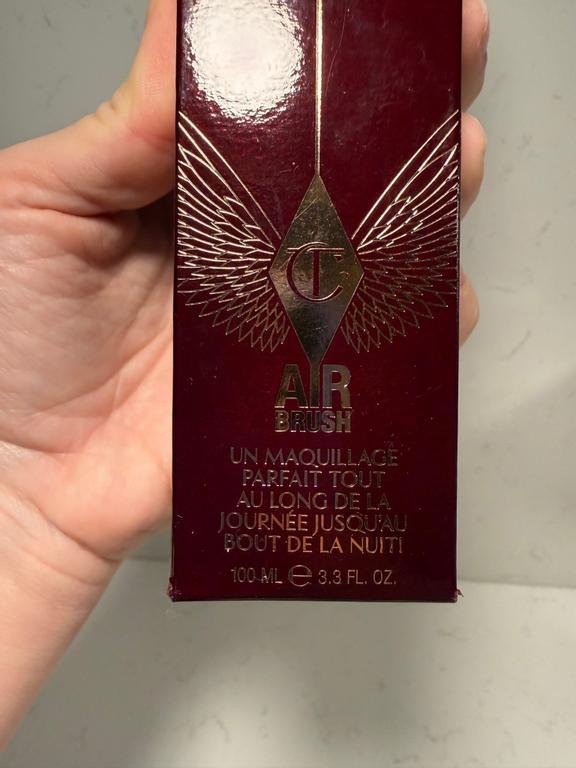 CT
AIR
BRUSH
UN MAQUILLAGE
PARFAIT TOUT
AU LONG DE LA
JOURNÉE JUSQU'AU
BOUT DE LA NUIT!
100 ML ℮ 3.3 FL. OZ.